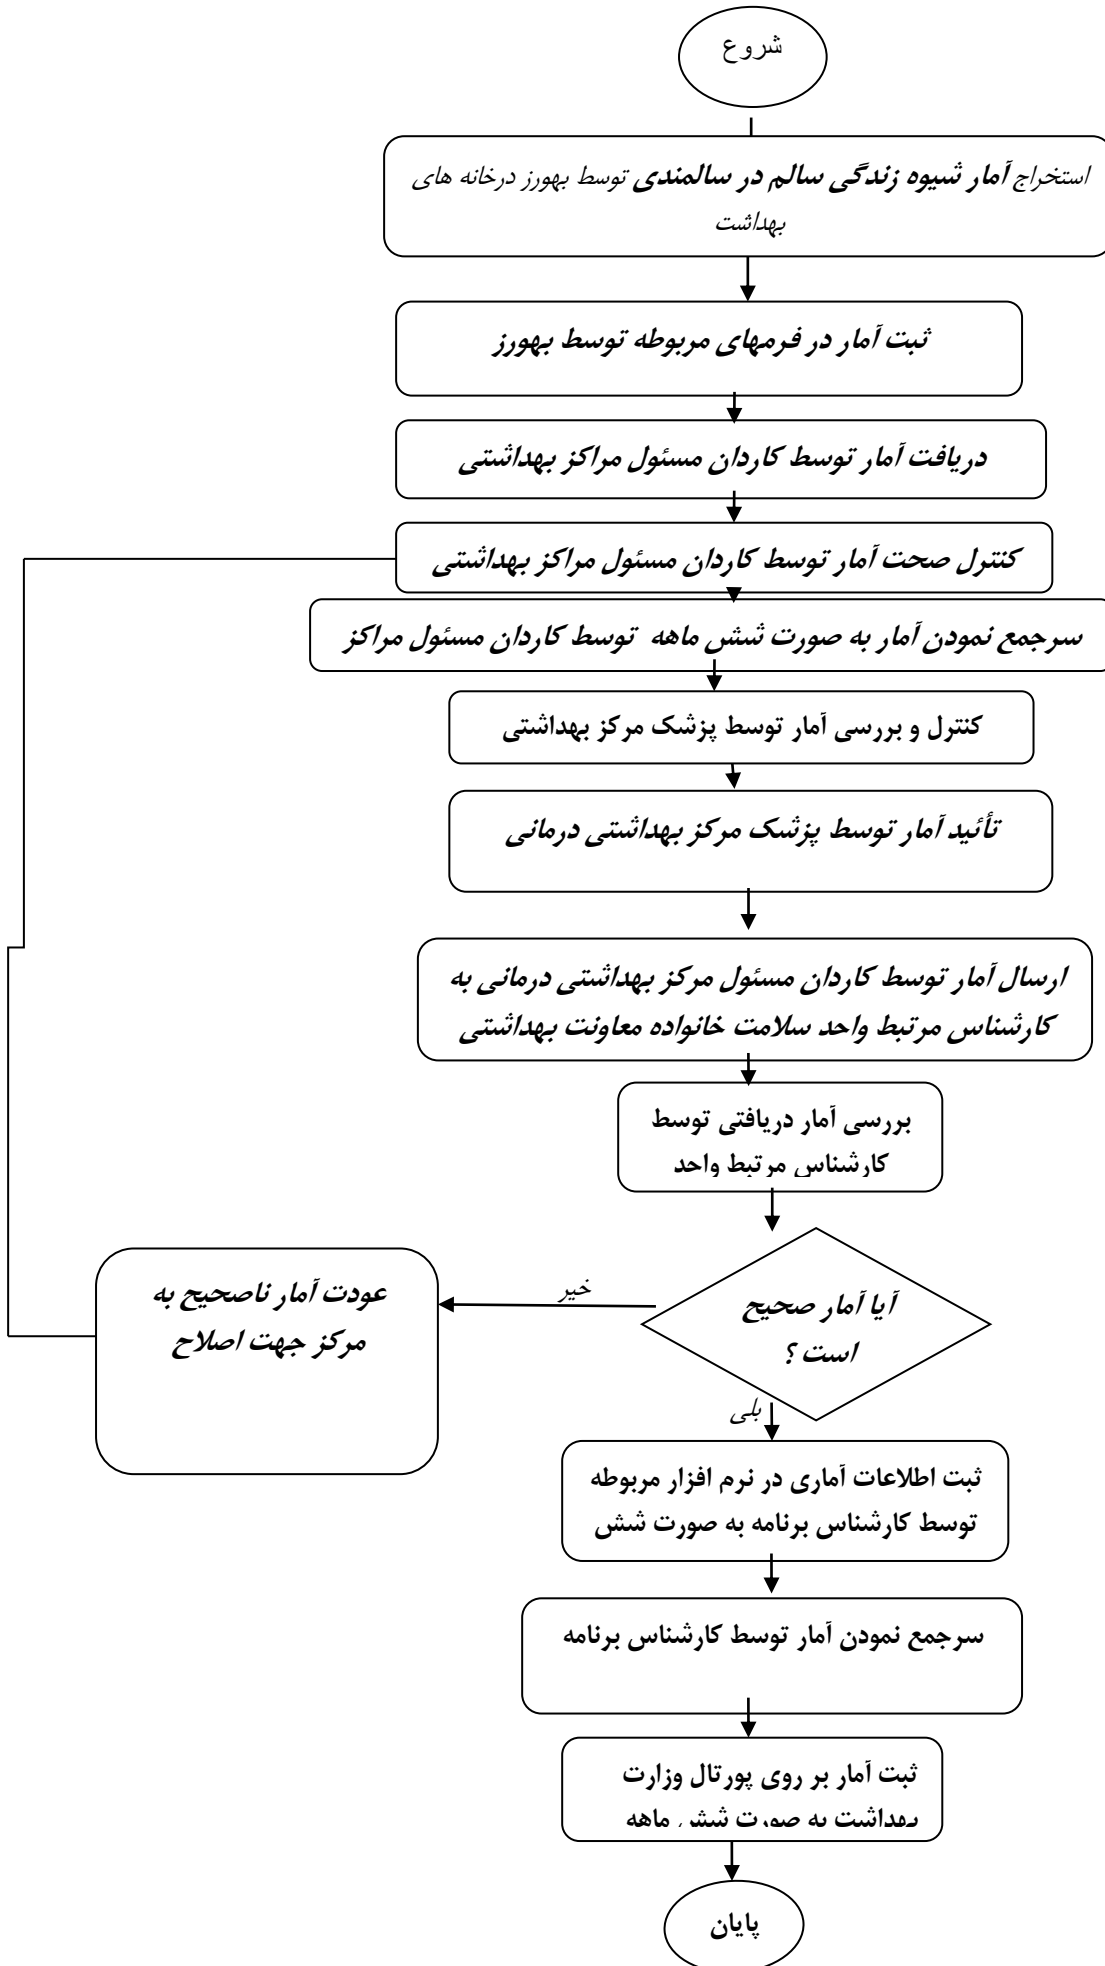 شروع
استخراج آمار شیوه زندگی سالم در سالمندی توسط بهورز درخانه های
بهداشت
ثبت آمار در فرمهای مربوطه توسط بهورز
دریافت آمار توسط کاردان مسئول مراکز بهداشتی
کنترل صحت آمار توسط کاردان مسئول مراکز بهداشتی
سرجمع نمودن آمار به صورت شش ماهه توسط کاردان مسئول مراکز
کنترل و بررسی آمار توسط پزشک مرکز بهداشتی
تأئید آمار توسط پزشک مرکز بهداشتی درمانی
ارسال آمار توسط کاردان مسئول مرکز بهداشتی درمانی به
کارشناس مرتبط واحد سلامت خانواده معاونت بهداشتی
بررسی آمار دریافتی توسط
کارشناس مرتبط واحد
آیا آمار صحیح
است ؟
خیر
عودت آمار ناصحیح به
مرکز جهت اصلاح
بلی
ثبت اطلاعات آماری در نرم افزار مربوطه
توسط کارشناس برنامه به صورت شش
سرجمع نمودن آمار توسط کارشناس برنامه
ثبت آمار بر روی پورتال وزارت
بهداشت به صورت شش ماهه
پایان